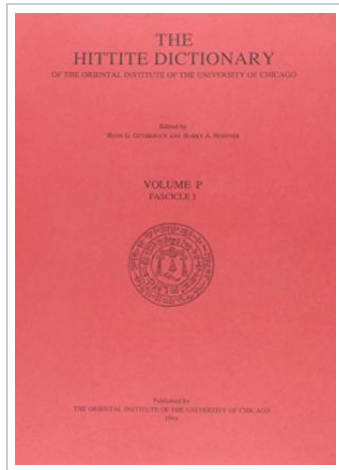 THE
HITTITE DICTIONARY
OF THE ORIENTAL INSTITUTE OF THE UNIVERSITY OF CHICAGO
Edited by
HANS G. GÜTERBOCK AND HARRY A. HOFFNER
VOLUME P
FASCICLE 1
Published by
THE ORIENTAL INSTITUTE OF THE UNIVERSITY OF CHICAGO
1994